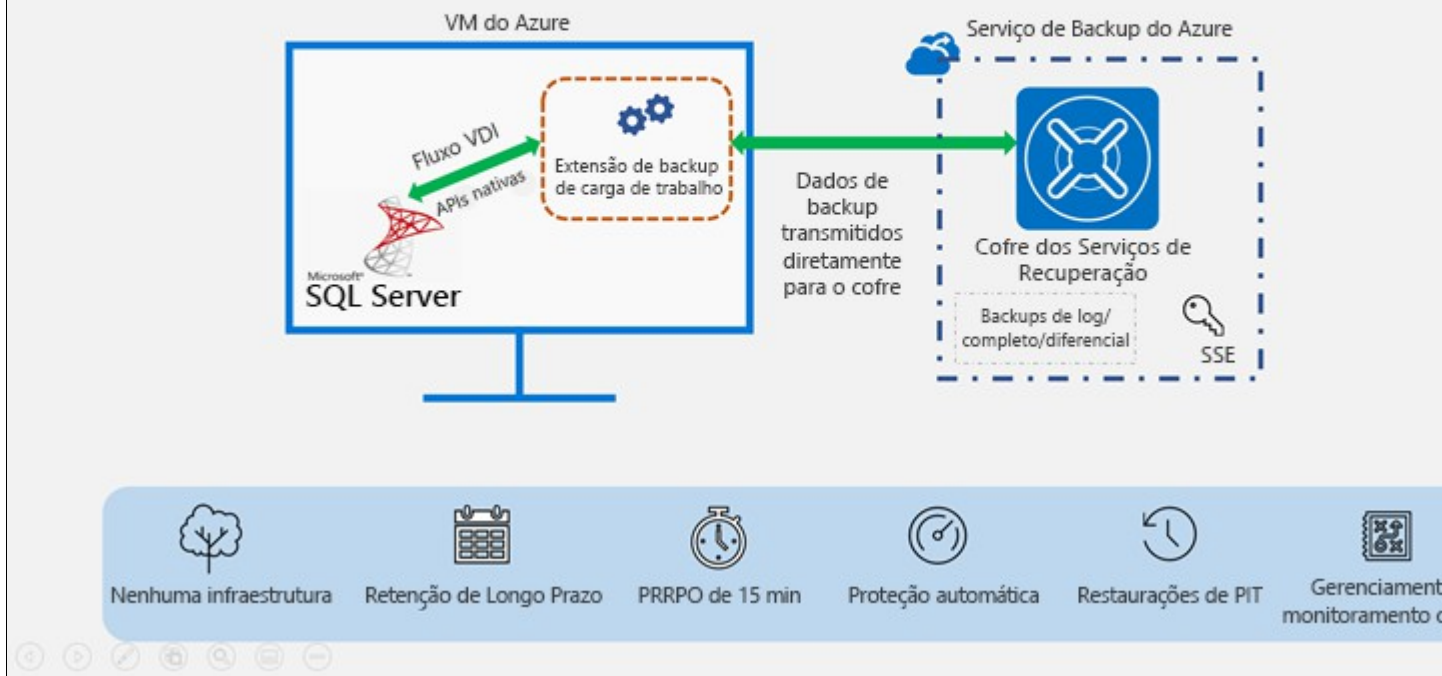 VM do Azure
Serviço de Backup do Azure
Fluxo VDI
APIs nativas
Extensão de backup
de carga de trabalho
Microsoft®
SQL Server
Dados de
backup
transmitidos
diretamente
para o cofre
Cofre dos Serviços de
Recuperação
Backups de log/
completo/diferencial
SSE
Nenhuma infraestrutura
Retenção de Longo Prazo
PRRPO de 15 min
Proteção automática
Restaurações de PIT
Gerenciament
monitoramento